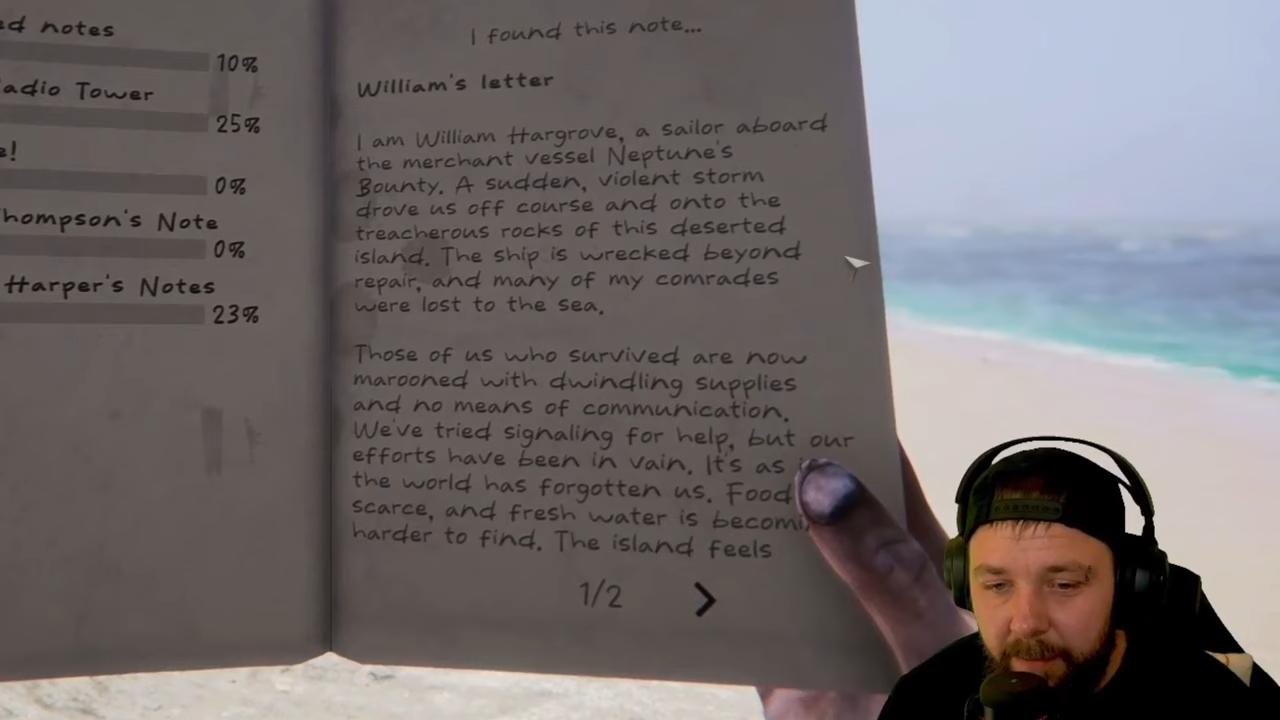 ed notes
10%
adio Tower
25%
e!
0%
hompson's Note
0%
Harper's Notes
23%
I found this note...
William's letter
I am William Hargrove, a sailor aboard
the merchant vessel Neptune's
Bounty. A sudden, violent storm
drove us off course and onto the
treacherous rocks of this deserted
island. The ship is wrecked beyond
repair, and many of my comrades
were lost to the sea.
Those of us who survived are now
marooned with dwindling supplies
and no means of communication.
We've tried signaling for help, but our
efforts have been in vain. It's as
the world has forgotten us. Food
scarce, and fresh water is becomi
harder to find. The island feels
1/2